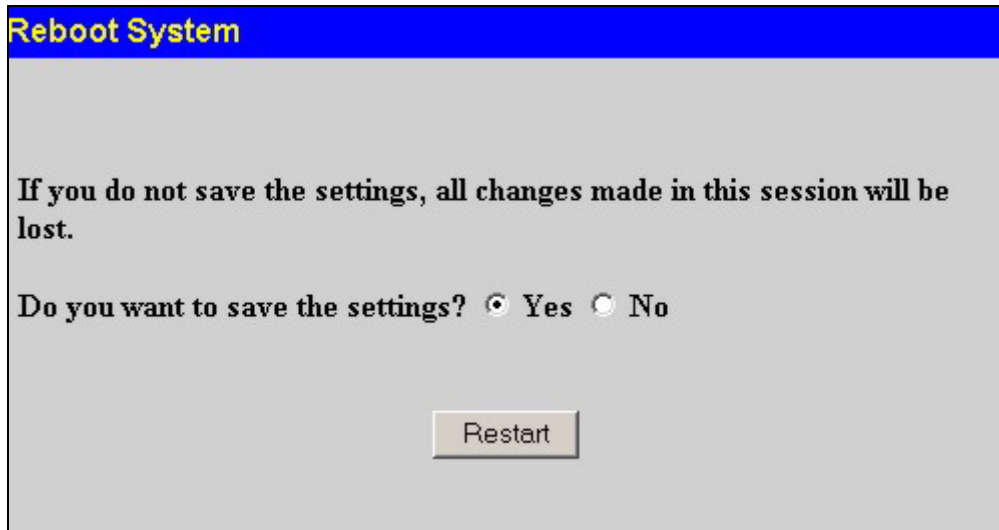 Reboot System
If you do not save the settings, all changes made in this session will be
lost.
Do you want to save the settings? Yes No
Restart